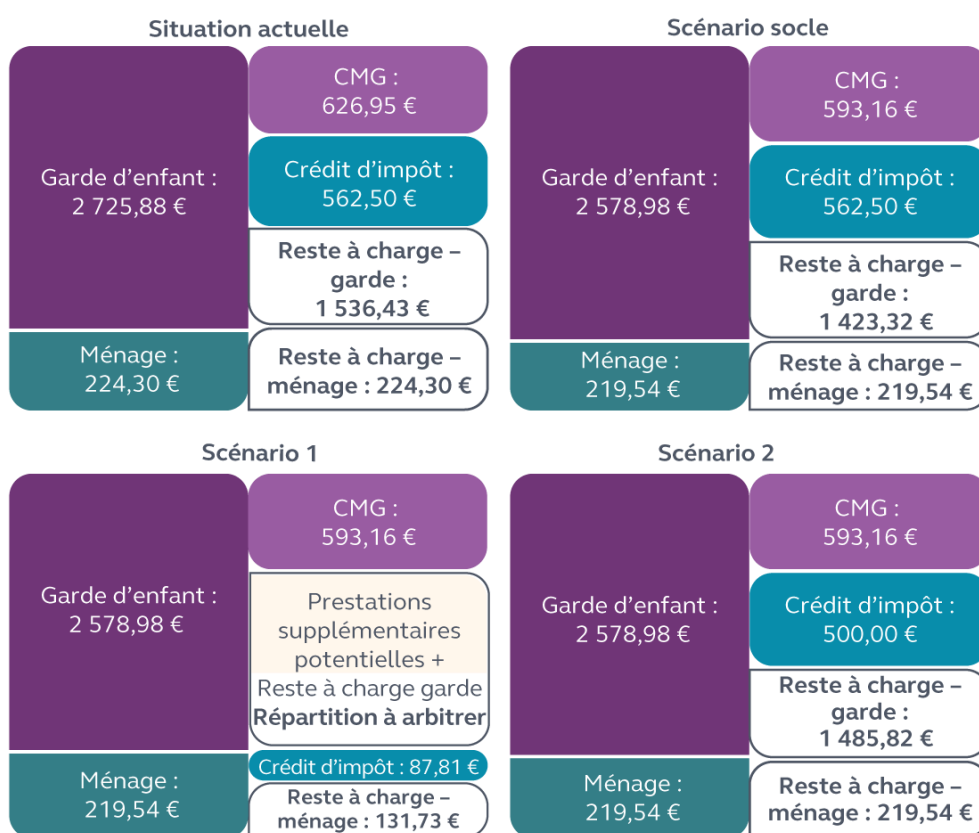 Situation actuelle
Garde d’enfant :
2 725,88 €
CMG :
626,95 €
Crédit d’impôt :
562,50 €
Reste à charge –
garde :
1 536,43 €
Ménage :
224,30 €
Reste à charge –
ménage : 224,30 €
Scénario socle
Garde d’enfant :
2 578,98 €
CMG :
593,16 €
Crédit d’impôt :
562,50 €
Reste à charge –
garde :
1 423,32 €
Ménage :
219,54 €
Reste à charge –
ménage : 219,54 €
Scénario 1
Garde d’enfant :
2 578,98 €
CMG :
593,16 €
Prestations
supplémentaires
potentielles +
Reste à charge garde
Répartition à arbitrer
Ménage :
219,54 €
Crédit d’impôt : 87,81 €
Reste à charge –
ménage : 131,73 €
Scénario 2
Garde d’enfant :
2 578,98 €
CMG :
593,16 €
Crédit d’impôt :
500,00 €
Reste à charge –
garde :
1 485,82 €
Ménage :
219,54 €
Reste à charge –
ménage : 219,54 €